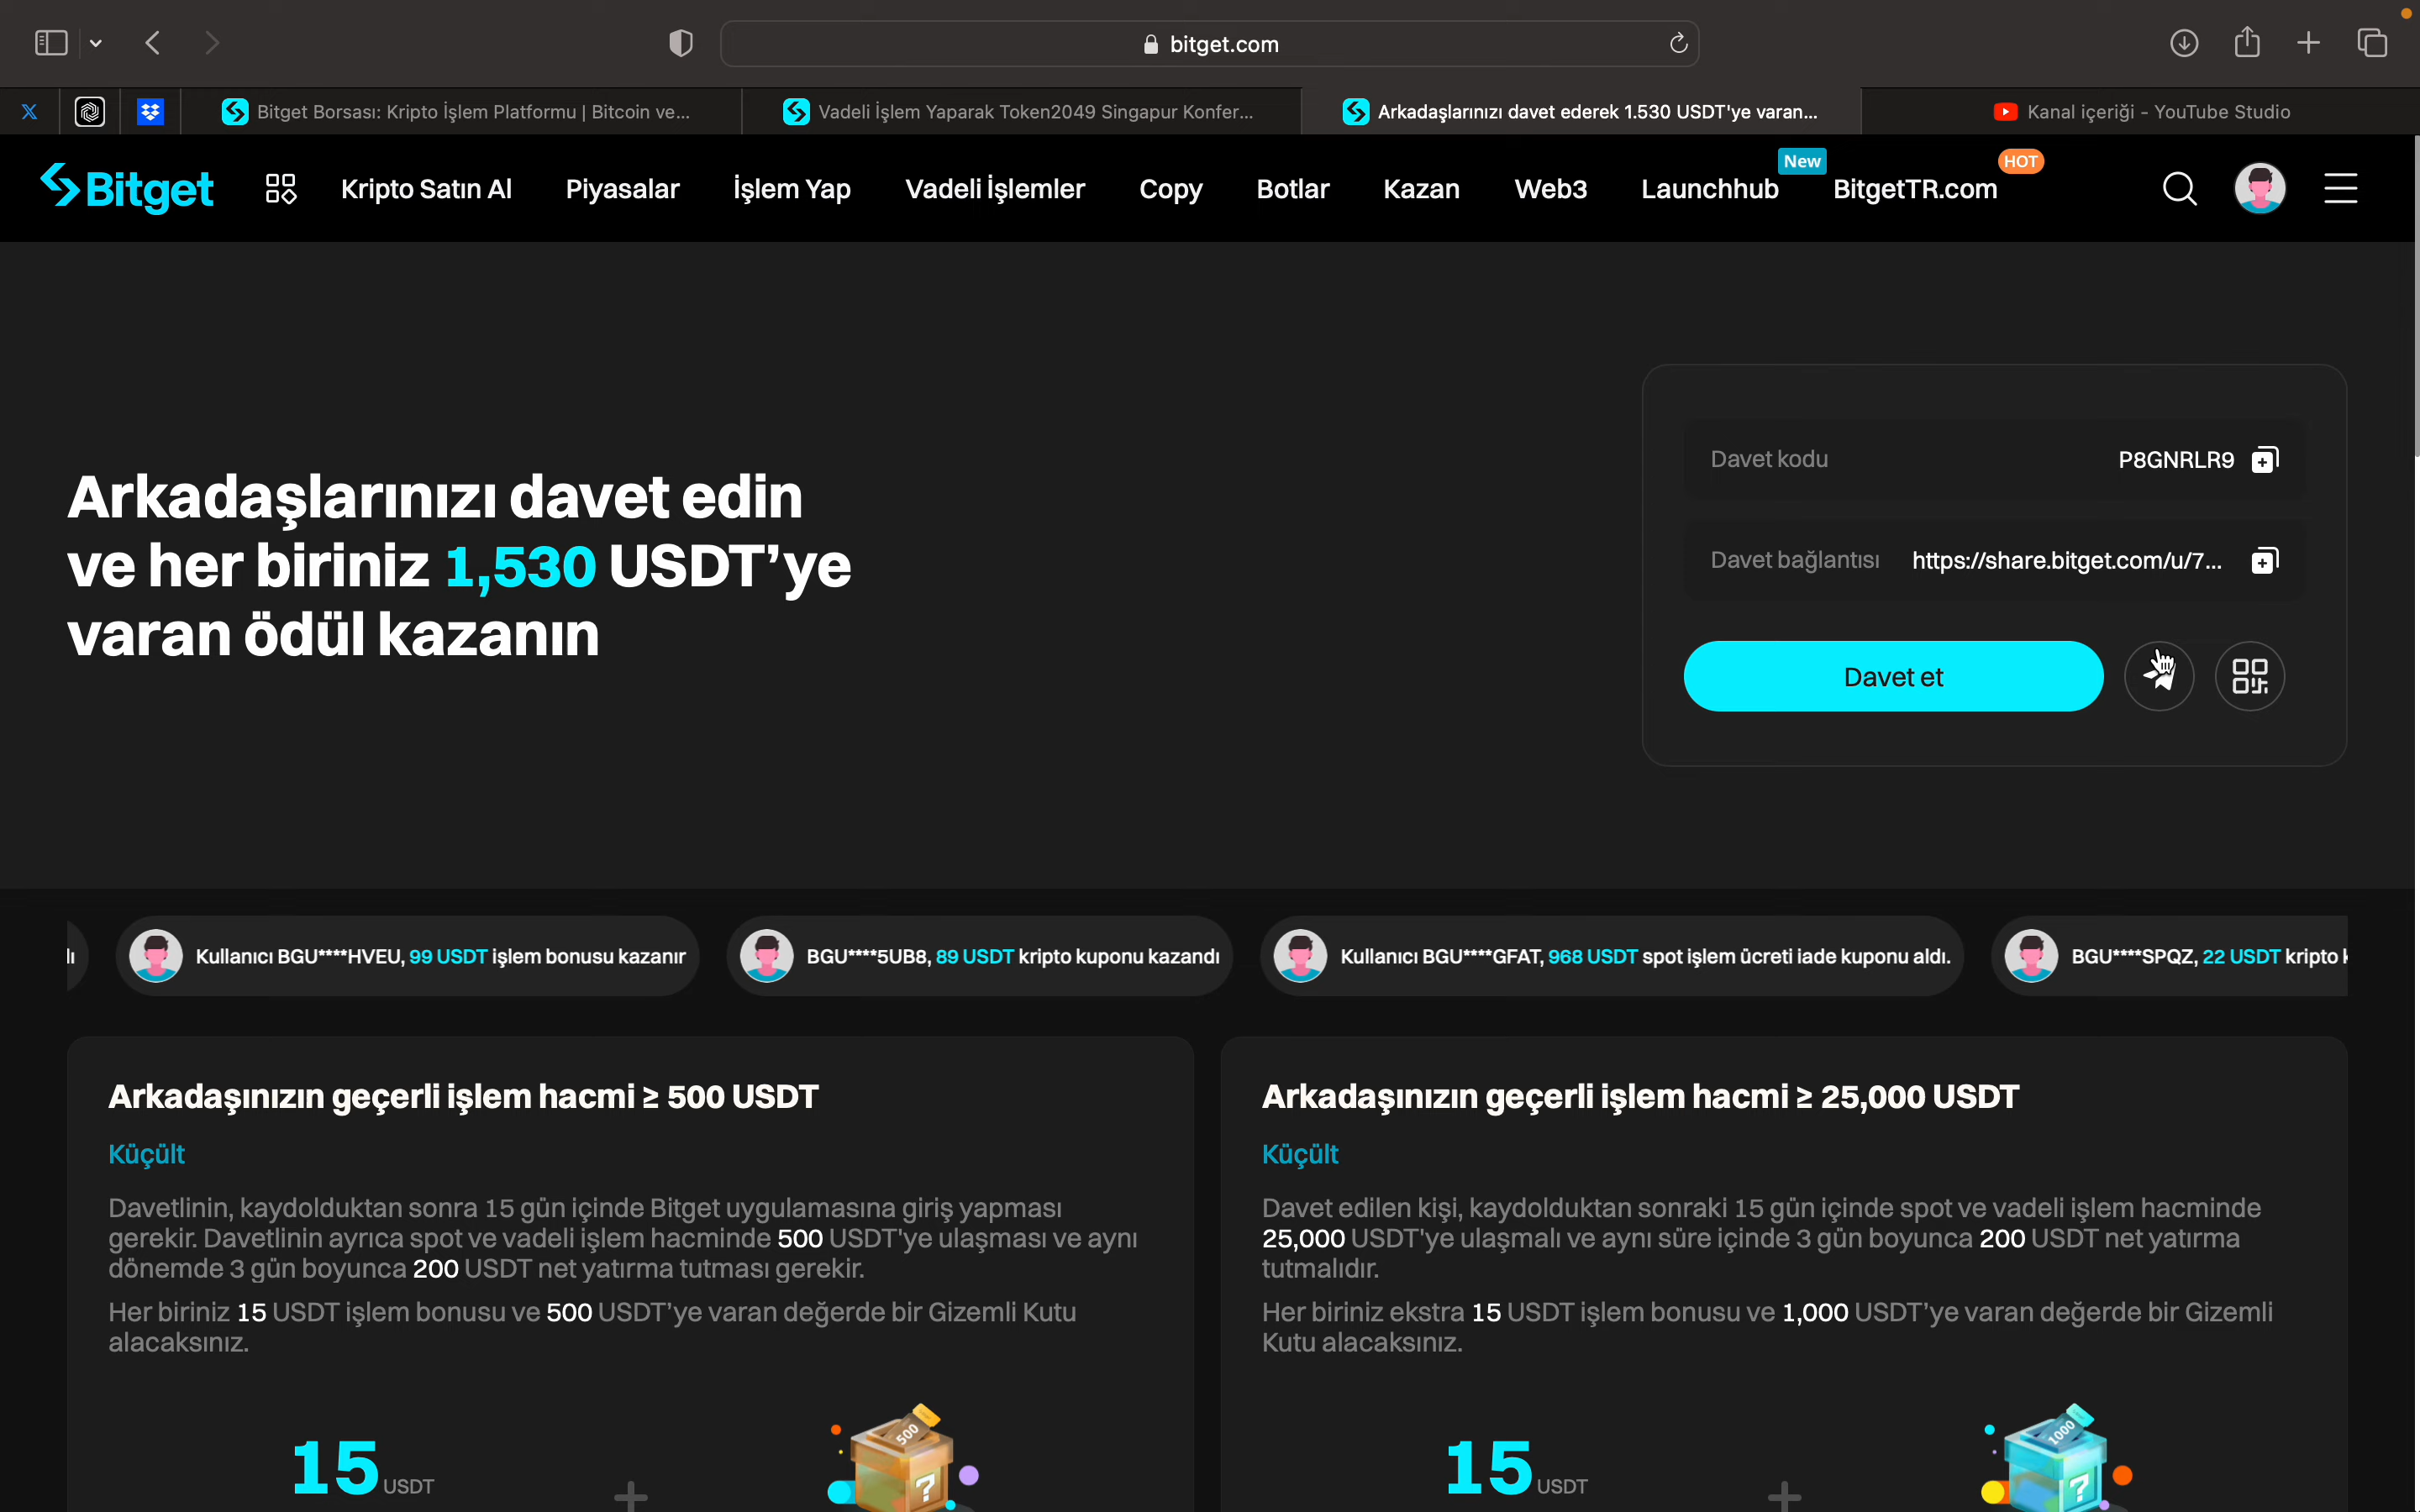 bitget.com
Bitget Borsası: Kripto İşlem Platformu | Bitcoin ve...
Vadeli İşlem Yaparak Token2049 Singapur Konfer...
Arkadaşlarınızı davet ederek 1.530 USDT'ye varan...
Kanal içeriği - YouTube Studio
Bitget
Kripto Satın Al
Piyasalar
İşlem Yap
Vadeli İşlemler
Copy
Botlar
Kazan
Web3
Launchhub
New
BitgetTR.com
HOT
Arkadaşlarınızı davet edin
ve her biriniz 1,530 USDT’ye
varan ödül kazanın
Davet kodu P8GNRLR9
Davet bağlantısı https://share.bitget.com/u/7...
Davet et
Kullanıcı BGU****HVEU, 99 USDT işlem bonusu kazanır
BGU****5UB8, 89 USDT kripto kuponu kazandı
Kullanıcı BGU****GFAT, 968 USDT spot işlem ücreti iade kuponu aldı.
BGU****SPQZ, 22 USDT kripto
Arkadaşınızın geçerli işlem hacmi ≥ 500 USDT
Küçült
Davetlinin, kaydolduktan sonra 15 gün içinde Bitget uygulamasına giriş yapması
gerekir. Davetlinin ayrıca spot ve vadeli işlem hacminde 500 USDT'ye ulaşması ve aynı
dönemde 3 gün boyunca 200 USDT net yatırma tutması gerekir.
Her biriniz 15 USDT işlem bonusu ve 500 USDT’ye varan değerde bir Gizemli Kutu
alacaksınız.
15 USDT
+
500
?
Arkadaşınızın geçerli işlem hacmi ≥ 25,000 USDT
Küçült
Davet edilen kişi, kaydolduktan sonraki 15 gün içinde spot ve vadeli işlem hacminde
25,000 USDT'ye ulaşmalı ve aynı süre içinde 3 gün boyunca 200 USDT net yatırma
tutmalıdır.
Her biriniz ekstra 15 USDT işlem bonusu ve 1,000 USDT’ye varan değerde bir Gizemli
Kutu alacaksınız.
15 USDT
+
1000
?